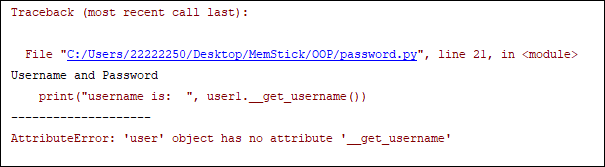 Traceback (most recent call last):
File "C:/Users/22222250/Desktop/MemStick/OOP/password.py", line 21, in <module>
Username and Password
print("username is:  ", user1.__get_username())
--------------------
AttributeError: 'user' object has no attribute '__get_username'